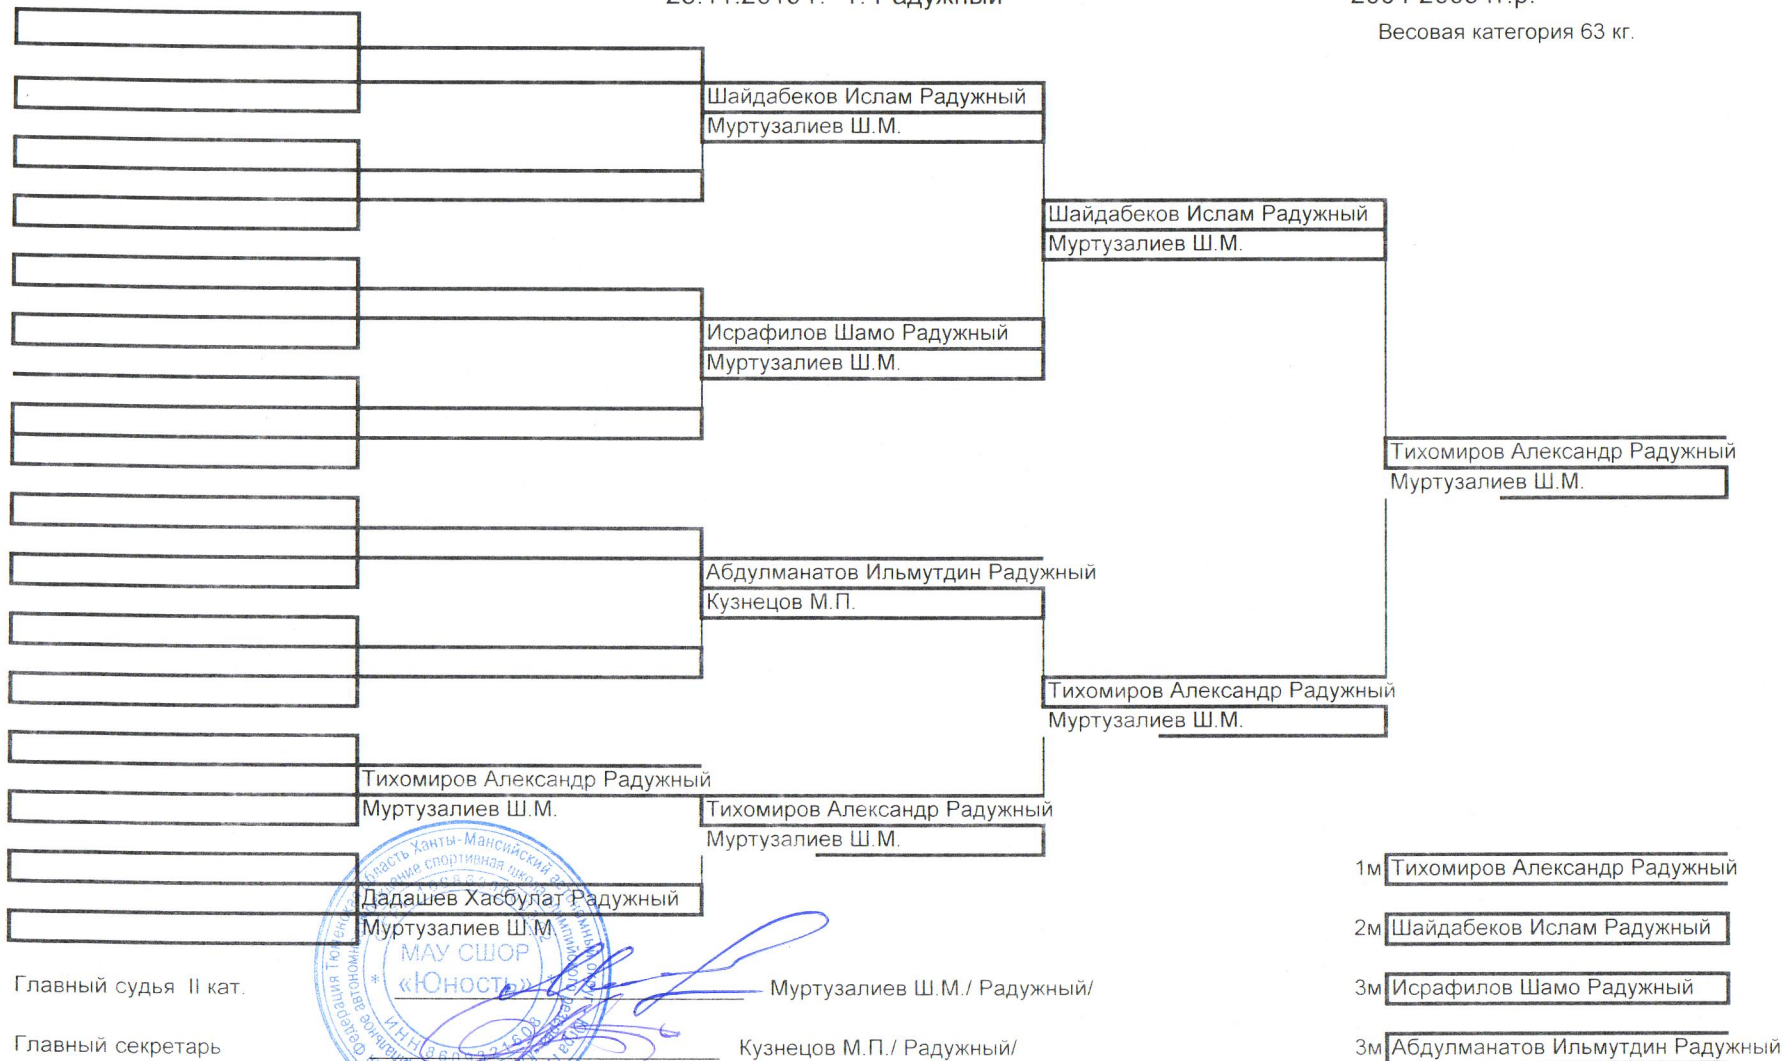 г. Радужный
Весовая категория 63 кг.
Шайдабеков Ислам Радужный
Муртузалиев Ш.М.
Шайдабеков Ислам Радужный
Муртузалиев Ш.М.
Исрафилов Шамо Радужный
Муртузалиев Ш.М.
Тихомиров Александр Радужный
Муртузалиев Ш.М.
Абдулманатов Ильмутдин Радужный
Кузнецов М.П.
Тихомиров Александр Радужный
Муртузалиев Ш.М.
Тихомиров Александр Радужный
Муртузалиев Ш.М.
Тихомиров Александр Радужный
Муртузалиев Ш.М.
Дадашев Хасбулат Радужный
Муртузалиев Ш.М.
1м Тихомиров Александр Радужный
2м Шайдабеков Ислам Радужный
3м Исрафилов Шамо Радужный
3м Абдулманатов Ильмутдин Радужный
Главный судья II кат.
Муртузалиев Ш.М./ Радужный/
Главный секретарь
Кузнецов М.П./ Радужный/
МАУ СШОР
«Юность»